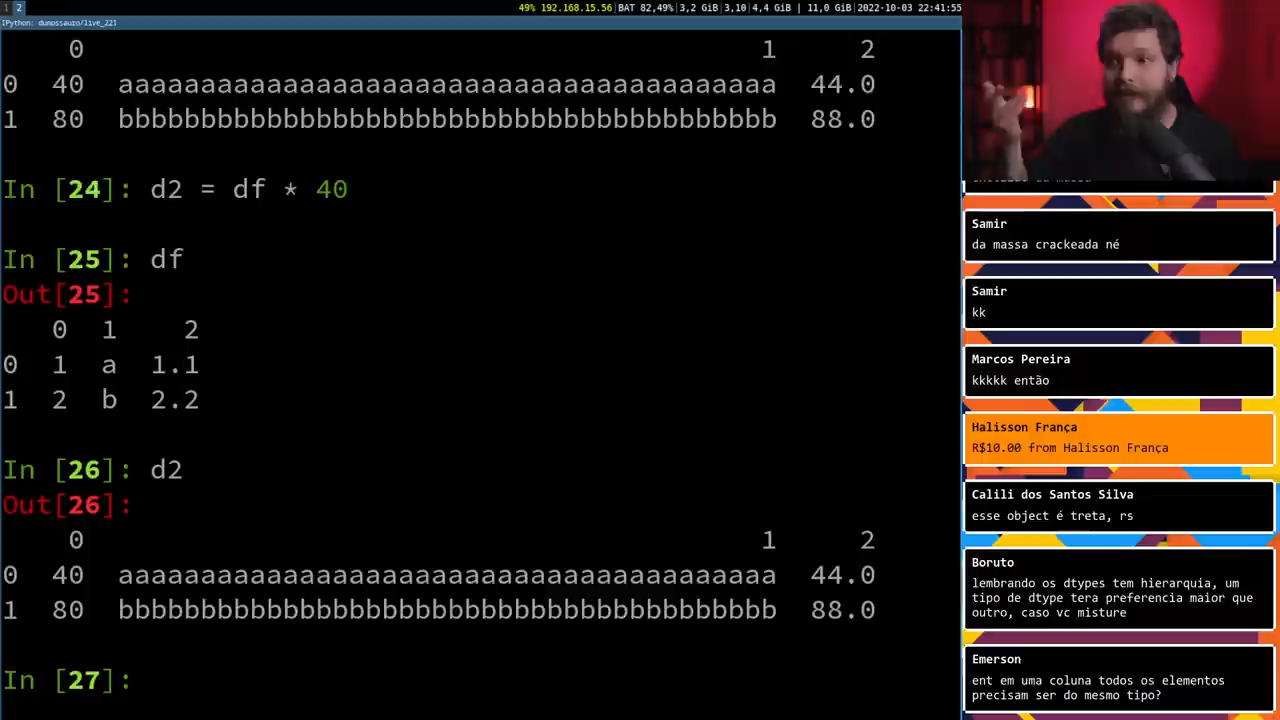 1 2
49% 192.168.15.56|BAT 82,49%|3,2 GiB|3,10|4,4 GiB | 11,0 GiB|2022-10-03 22:41:55
IPython: dunossauro/live_221
0 1 2
0 40 aaaaaaaaaaaaaaaaaaaaaaaaaaaaaaaaaaaaaaaa 44.0
1 80 bbbbbbbbbbbbbbbbbbbbbbbbbbbbbbbbbbbbbbbb 88.0
In [24]: d2 = df * 40
In [25]: df
Out[25]:
0 1 2
0 1 a 1.1
1 2 b 2.2
In [26]: d2
Out[26]:
0 1 2
0 40 aaaaaaaaaaaaaaaaaaaaaaaaaaaaaaaaaaaaaaaa 44.0
1 80 bbbbbbbbbbbbbbbbbbbbbbbbbbbbbbbbbbbbbbbb 88.0
In [27]:
Samir
da massa crackeada né
Samir
kk
Marcos Pereira
kkkkk então
Halisson França
R$10.00 from Halisson França
Calili dos Santos Silva
esse object é treta, rs
Boruto
lembrando os dtypes tem hierarquia, um
tipo de dtype tera preferencia maior que
outro, caso vc misture
Emerson
ent em uma coluna todos os elementos
precisam ser do mesmo tipo?